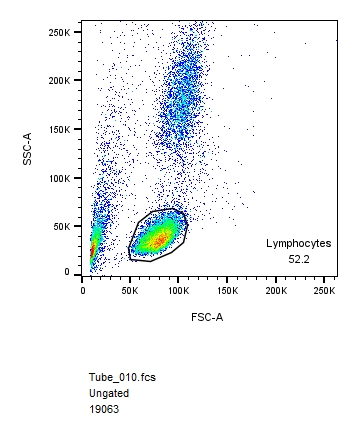 250K
200K
150K
100K
50K
0
SSC-A
Lymphocytes
52.2
0 50K 100K 150K 200K 250K
FSC-A
Tube_010.fcs
Ungated
19063